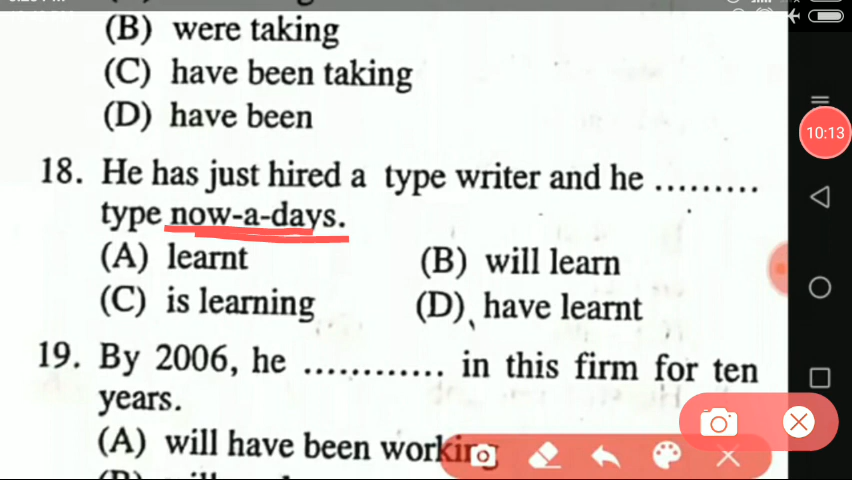 (B) were taking
(C) have been taking
(D) have been
18. He has just hired a type writer and he .........
type now-a-days.
(A) learnt (B) will learn
(C) is learning (D) have learnt
19. By 2006, he ............ in this firm for ten
years.
(A) will have been working
10:13